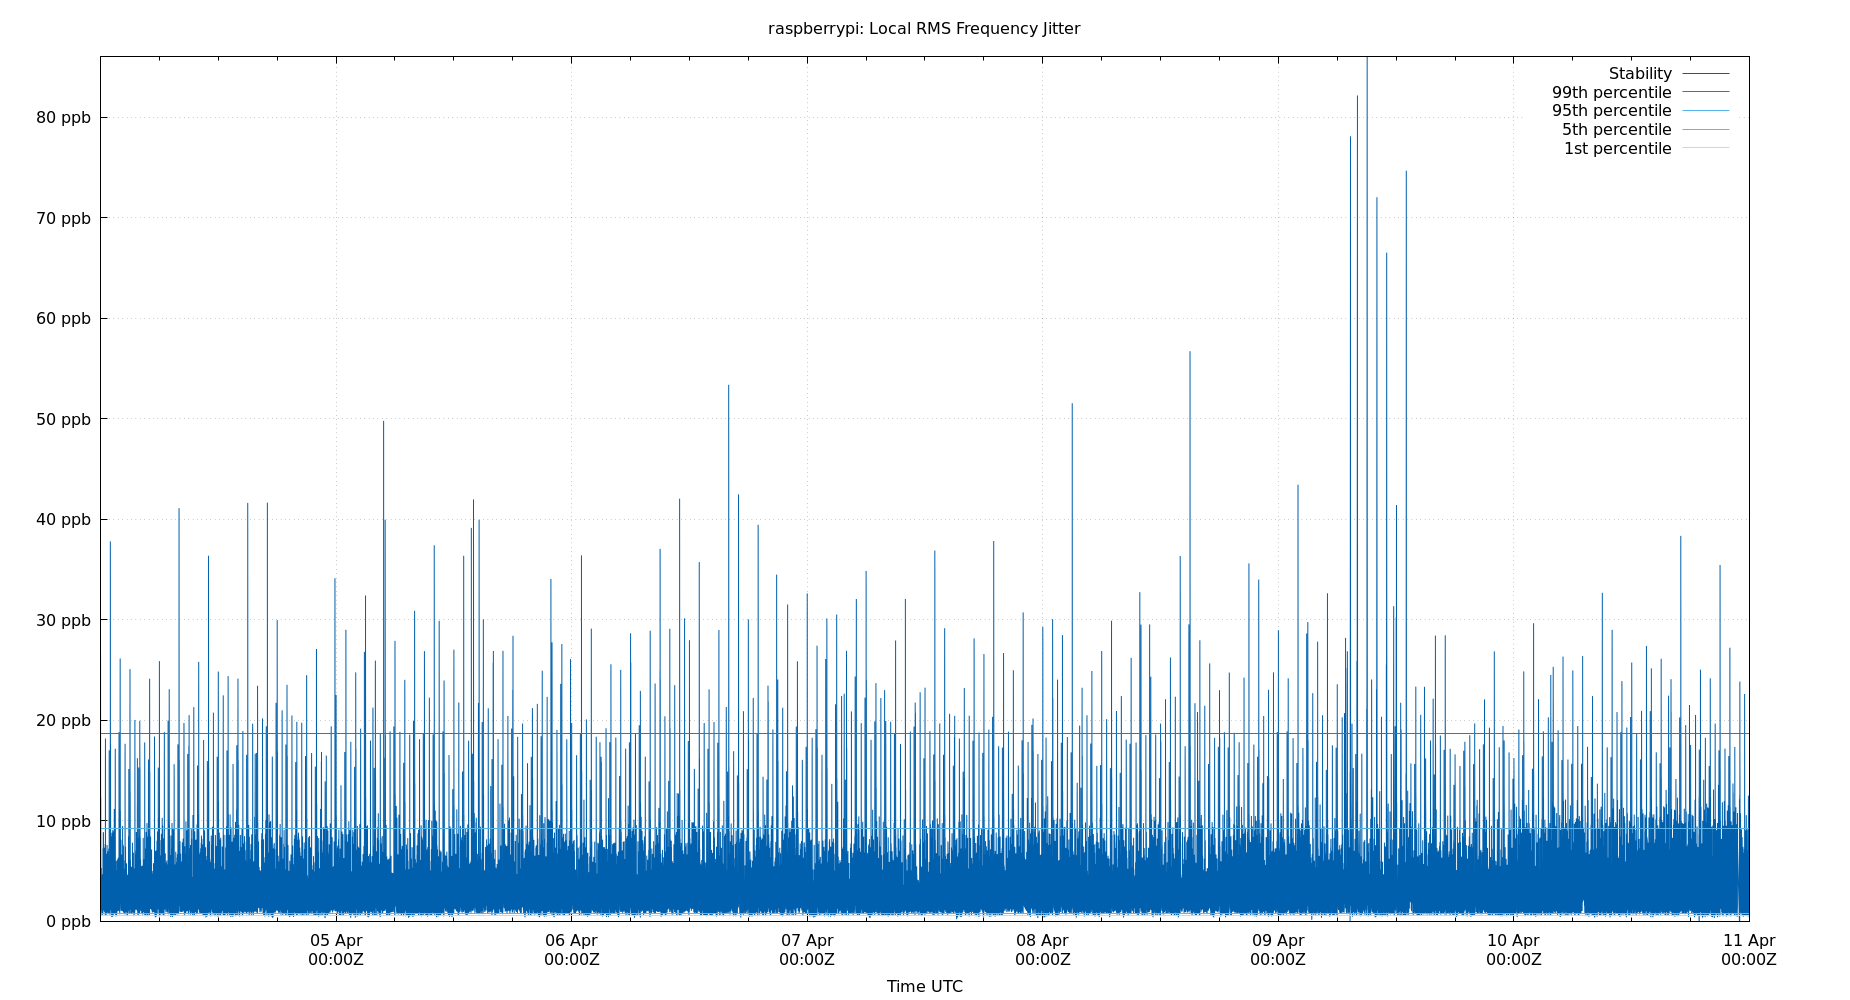 raspberrypi: Local RMS Frequency Jitter
Stability
99th percentile
95th percentile
5th percentile
1st percentile
80 ppb
70 ppb
60 ppb
50 ppb
40 ppb
30 ppb
20 ppb
10 ppb
0 ppb
05 Apr 06 Apr 07 Apr 08 Apr 09 Apr 10 Apr 11 Apr
00:00Z 00:00Z 00:00Z 00:00Z 00:00Z 00:00Z 00:00Z
Time UTC